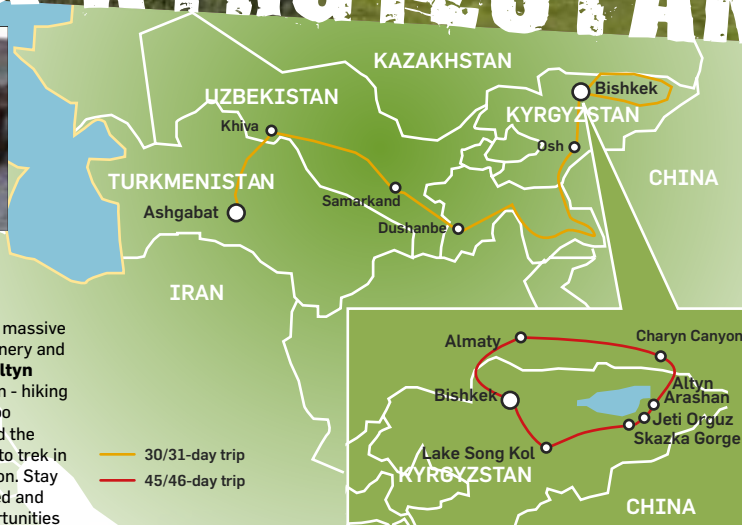 KAZAKHSTAN
UZBEKISTAN
Bishkek
KYRGYZSTAN
Khiva
Osh
TURKMENISTAN
CHINA
Samarkand
Ashgabat
Dushanbe
IRAN
massive
nery and
ltyn
n - hiking
oo
d the
to trek in
on. Stay
ed and
rtunities
30/31-day trip
45/46-day trip
Almaty
Charyn Canyon
Bishkek
Altyn
Arashan
Jeti Orguz
Skazka Gorge
Lake Song Kol
KYRGYZSTAN
CHINA